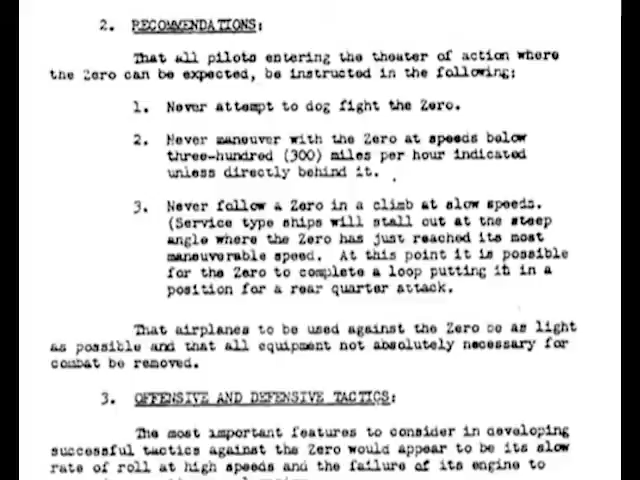 2. RECOMMENDATIONS:
That all pilots entering the theater of action where
the Zero can be expected, be instructed in the following:
1. Never attempt to dog fight the Zero.
2. Never maneuver with the Zero at speeds below
three-hundred (300) miles per hour indicated
unless directly behind it.
3. Never follow a Zero in a climb at slow speeds.
(Service type ships will stall out at the steep
angle where the Zero has just reached its most
maneuverable speed. At this point it is possible
for the Zero to complete a loop putting it in a
position for a rear quarter attack.
That airplanes to be used against the Zero be as light
as possible and that all equipment not absolutely necessary for
combat be removed.
3. OFFENSIVE AND DEFENSIVE TACTICS:
The most important features to consider in developing
successful tactics against the Zero would appear to be its slow
rate of roll at high speeds and the failure of its engine to